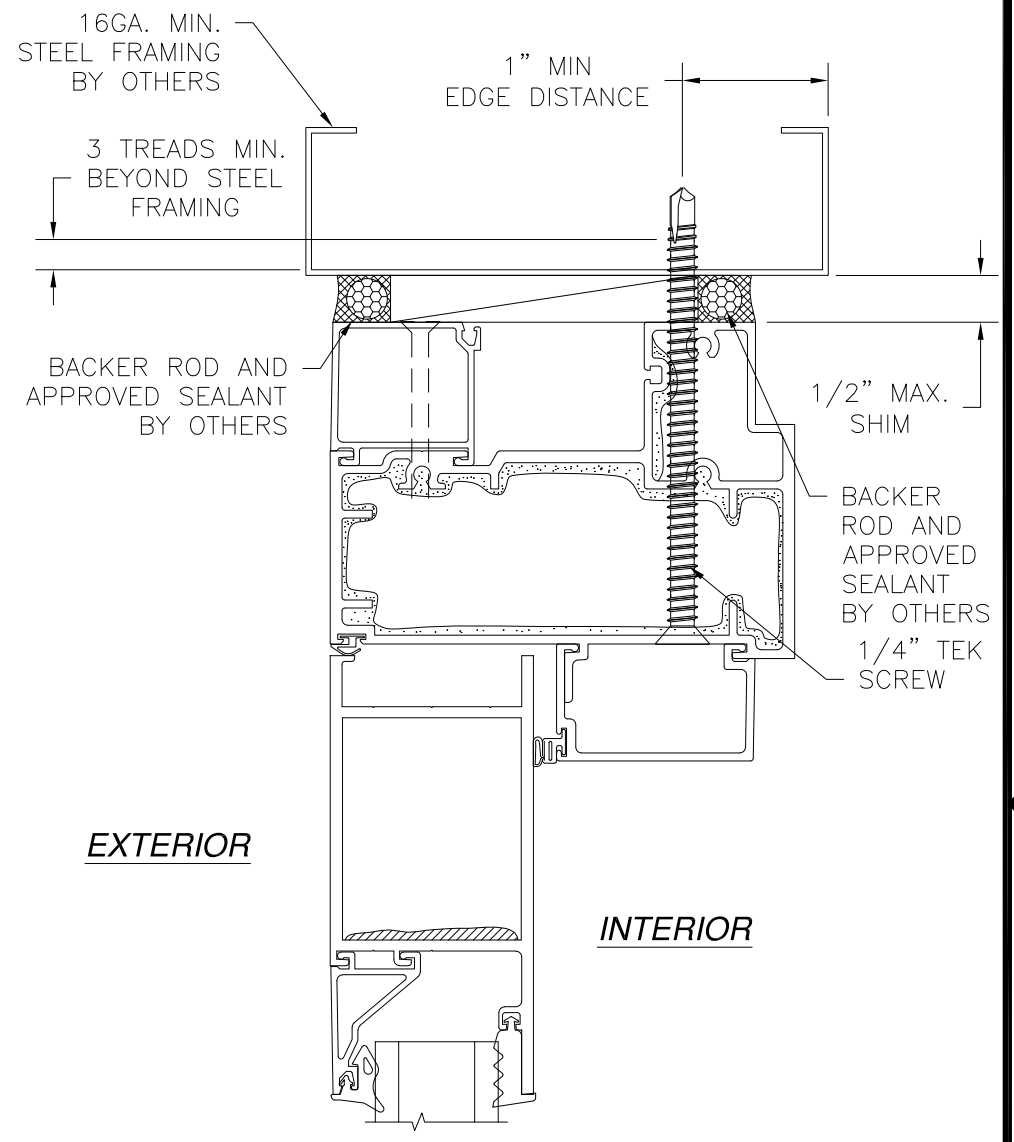 16GA. MIN.
STEEL FRAMING
BY OTHERS
1” MIN
EDGE DISTANCE
3 TREADS MIN.
BEYOND STEEL
FRAMING
BACKER ROD AND
APPROVED SEALANT
BY OTHERS
1/2” MAX.
SHIM
BACKER
ROD AND
APPROVED
SEALANT
BY OTHERS
1/4” TEK
SCREW
EXTERIOR
INTERIOR